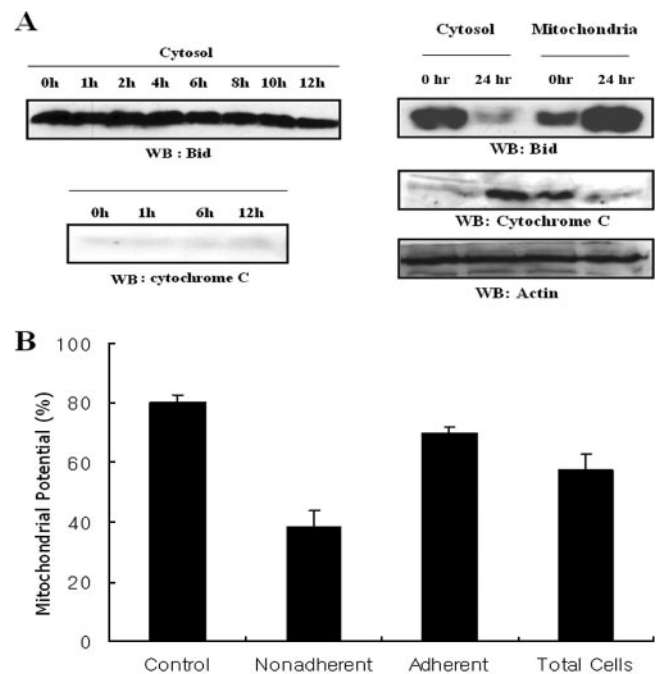 A
Cytosol
0h 1h 2h 4h 6h 8h 10h 12h
WB : Bid
0h 1h 6h 12h
WB : cytochrome C
Cytosol Mitochondria
0 hr 24 hr 0hr 24 hr
WB: Bid
WB: Cytochrome C
WB: Actin
B
Mitochondrial Potential (%)
100
80
60
40
20
0
Control Nonadherent Adherent Total Cells